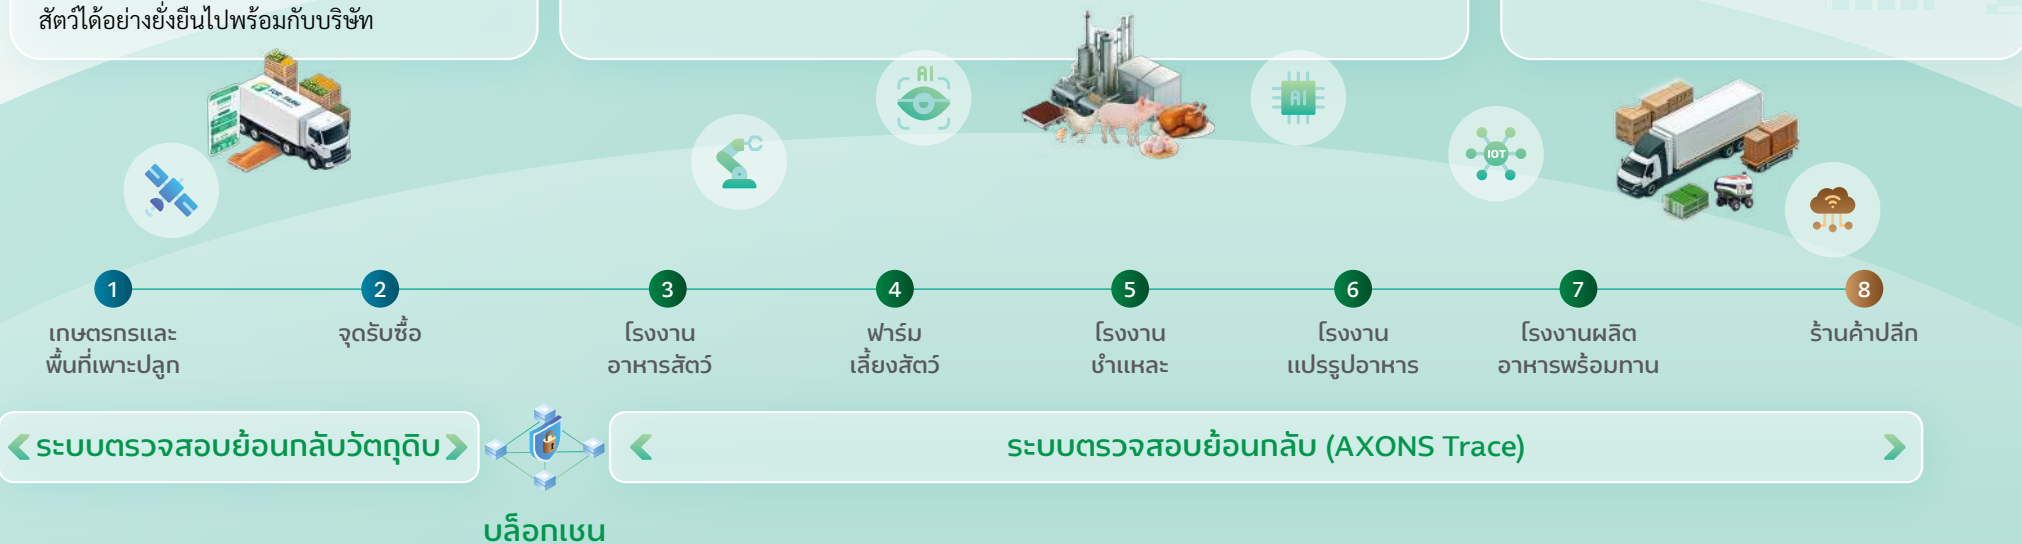 สัตว์ได้อย่างยั่งยืนไปพร้อมกับบริษัท
AI
AI
IOT
1
2
3
4
5
6
7
8
เกษตรกรและ
พื้นที่เพาะปลูก
จุดรับซื้อ
โรงงาน
อาหารสัตว์
ฟาร์ม
เลี้ยงสัตว์
โรงงาน
ชำแหละ
โรงงาน
แปรรูปอาหาร
โรงงานผลิต
อาหารพร้อมทาน
ร้านค้าปลีก
ระบบตรวจสอบย้อนกลับวัตถุดิบ
ระบบตรวจสอบย้อนกลับ (AXONS Trace)
บล็อกเชน